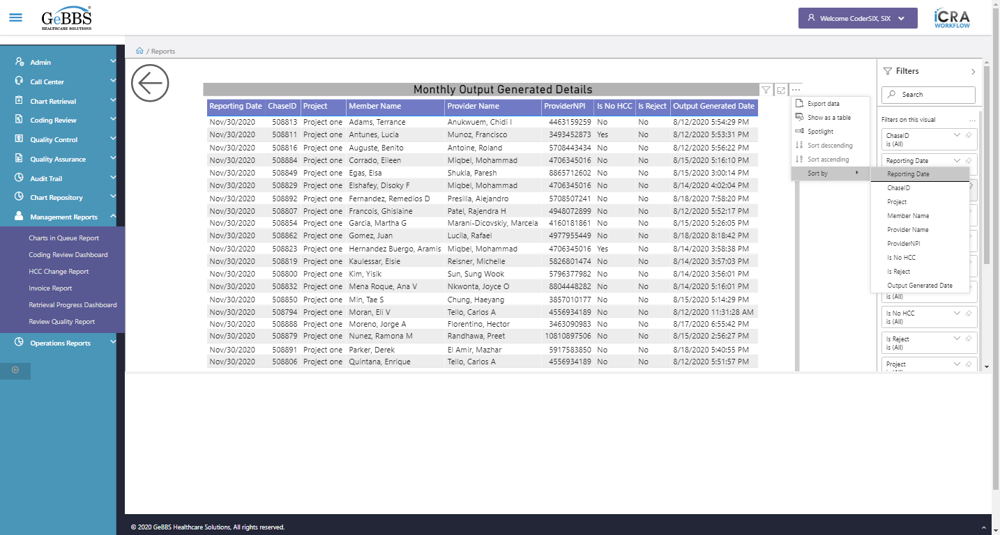 GeBBS
HEALTHCARE SOLUTIONS
Welcome CoderSIX, SIX
iCRA
WORKFLOW
/ Reports
Admin
Call Center
Chart Retrieval
Coding Review
Quality Control
Quality Assurance
Audit Trail
Chart Repository
Management Reports
Charts in Queue Report
Coding Review Dashboard
HCC Change Report
Invoice Report
Retrieval Progress Dashboard
Review Quality Report
Operations Reports
Monthly Output Generated Details
Reporting Date ChaseID Project Member Name Provider Name ProviderNPI Is No HCC Is Reject Output Generated Date
Nov/30/2020 508813 Project one Adams, Terrance Anukwuem, Chidi I 4463159259 No No 8/12/2020 5:54:29 PM
Nov/30/2020 508811 Project one Antunes, Lucia Munoz, Francisco 3493452873 Yes No 8/12/2020 5:53:31 PM
Nov/30/2020 508816 Project one Auguste, Benito Antoine, Roland 5708443434 No No 8/12/2020 5:56:22 PM
Nov/30/2020 508884 Project one Corrado, Eileen Miqbel, Mohammad 4706345016 No No 8/15/2020 5:16:10 PM
Nov/30/2020 508849 Project one Egas, Elsa Shukla, Paresh 8865712602 No No 8/15/2020 3:00:14 PM
Nov/30/2020 508829 Project one Elshafey, Disoky F Miqbel, Mohammad 4706345016 No No 8/14/2020 4:02:04 PM
Nov/30/2020 508892 Project one Fernandez, Remedios D Presilla, Alejandro 5708507241 No No 8/18/2020 7:58:20 PM
Nov/30/2020 508807 Project one Francois, Ghislaine Patel, Rajendra H 4948072899 No No 8/12/2020 5:52:17 PM
Nov/30/2020 508854 Project one Garcia, Martha G Marani-Dicovskiy, Marcela 4160181861 No No 8/15/2020 5:26:05 PM
Nov/30/2020 508862 Project one Gomez, Juan Lucila, Rafael 4977955449 No No 8/18/2020 8:18:42 PM
Nov/30/2020 508823 Project one Hernandez Buergo, Aramis Miqbel, Mohammad 4706345016 Yes No 8/14/2020 3:58:38 PM
Nov/30/2020 508819 Project one Kaulessar, Elsie Reisner, Michelle 5826801474 No No 8/14/2020 3:57:03 PM
Nov/30/2020 508800 Project one Kim, Yisik Sun, Sung Wook 5796377982 No No 8/14/2020 3:56:01 PM
Nov/30/2020 508832 Project one Mena Roque, Ana V Nkwonta, Joyce O 8804448282 No No 8/14/2020 5:16:01 PM
Nov/30/2020 508850 Project one Min, Tae S Chung, Haeyang 3857010177 No No 8/15/2020 5:14:29 PM
Nov/30/2020 508794 Project one Moran, Eli V Tello, Carlos A 4556934189 No No 8/12/2020 11:31:28 AM
Nov/30/2020 508888 Project one Moreno, Jorge A Florentino, Hector 3463090983 No No 8/17/2020 6:55:42 PM
Nov/30/2020 508879 Project one Nunez, Ramona M Randhawa, Preet 10810897506 No No 8/15/2020 2:56:27 PM
Nov/30/2020 508891 Project one Parker, Derek El Amir, Mazhar 5917583850 No No 8/18/2020 5:40:55 PM
Nov/30/2020 508806 Project one Quintana, Enrique Tello, Carlos A 4556934189 No No 8/12/2020 5:51:57 PM
Export data
Show as a table
Spotlight
Sort descending
Sort ascending
Sort by
Reporting Date
ChaseID
Project
Member Name
Provider Name
ProviderNPI
Is No HCC
Is Reject
Output Generated Date
Filters
Search
Filters on this visual
ChaseID
is (All)
Reporting Date
is (All)
Is No HCC
is (All)
Is Reject
is (All)
Project
© 2020 GeBBS Healthcare Solutions, All rights reserved.